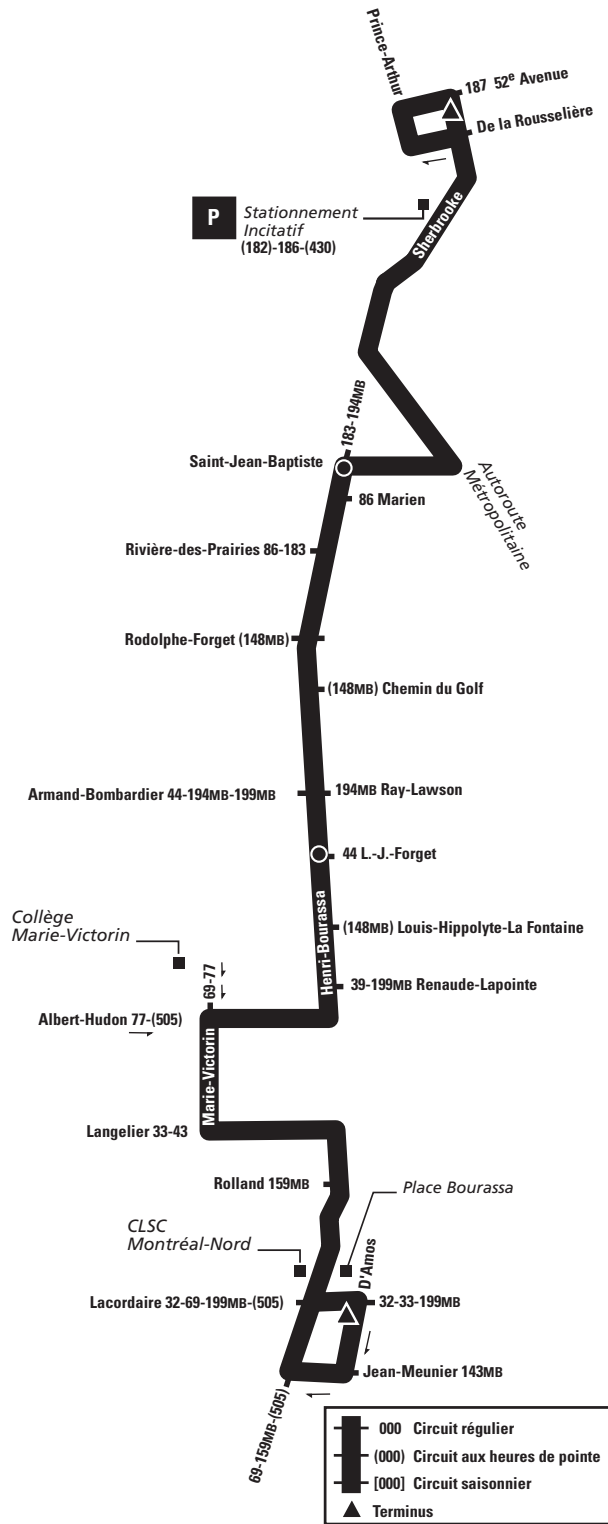 Prince-Arthur
187 52e Avenue
De la Rousselière
P
Stationnement
Incitatif
(182)-186-(430)
Sherbrooke
183-194MB
Saint-Jean-Baptiste
Autoroute
Métropolitaine
86 Marien
Rivière-des-Prairies 86-183
Rodolphe-Forget (148MB)
(148MB) Chemin du Golf
Armand-Bombardier 44-194MB-199MB
194MB Ray-Lawson
44 L.-J.-Forget
Henri-Bourassa
(148MB) Louis-Hippolyte-La Fontaine
Collège
Marie-Victorin
69-77
39-199MB Renaude-Lapointe
Albert-Hudon 77-(505)
Marie-Victorin
Langelier 33-43
Rolland 159MB
Place Bourassa
CLSC
Montréal-Nord
D'Amos
Lacordaire 32-69-199MB-(505)
32-33-199MB
Jean-Meunier 143MB
69-159MB-(505)
000 Circuit régulier
(000) Circuit aux heures de pointe
[000] Circuit saisonnier
Terminus